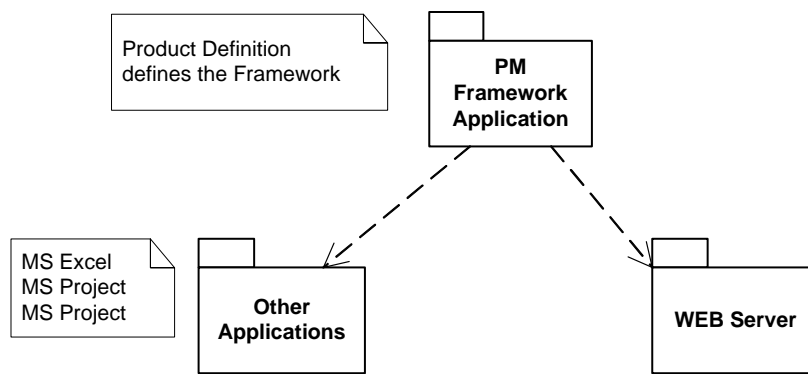 Product Definition
defines the Framework
PM
Framework
Application
MS Excel
MS Project
MS Project
Other
Applications
WEB Server